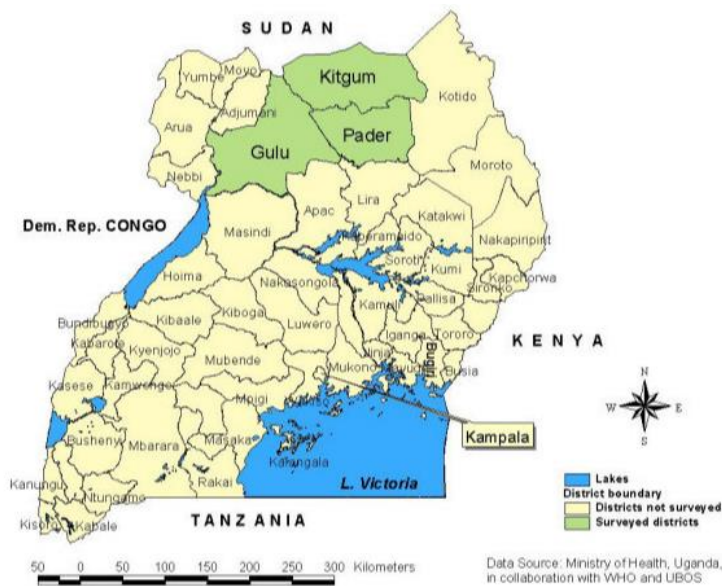 S U D A N
Moyo
Yumbe
Kitgum
Kotido
Adjumani
Arua
Pader
Gulu
Moroto
Nebbi
Lira
Apac
Katakwi
Dem. Rep. CONGO
Masindi
Nakapiripirit
Kaberamaido
Soroti
Kumi
Hoima
Kapchorwa
Sironko
Nakasongola
Pallisa
Kamuli
Bundibugyo
Kibaale
Kiboga
Luwero
Iganga
Tororo
K E N Y A
Kabarole
Kyenjojo
Mubende
Jinja
Bugiri
Mukono
Busia
Kasese
Kamwenge
Mpigi
N
W E
S
Kampala
Bushenyi
Mbarara
Masaka
Kalangala
Kanungu
Rakai
L. Victoria
Lakes
District boundary
Districts not surveyed
Surveyed districts
Ntungamo
Kisoro
Kabale
T A N Z A N I A
50 0 50 100 150 200 250 300 Kilometers
Data Source: Ministry of Health, Uganda,
in collaboration with WHO and UBOS